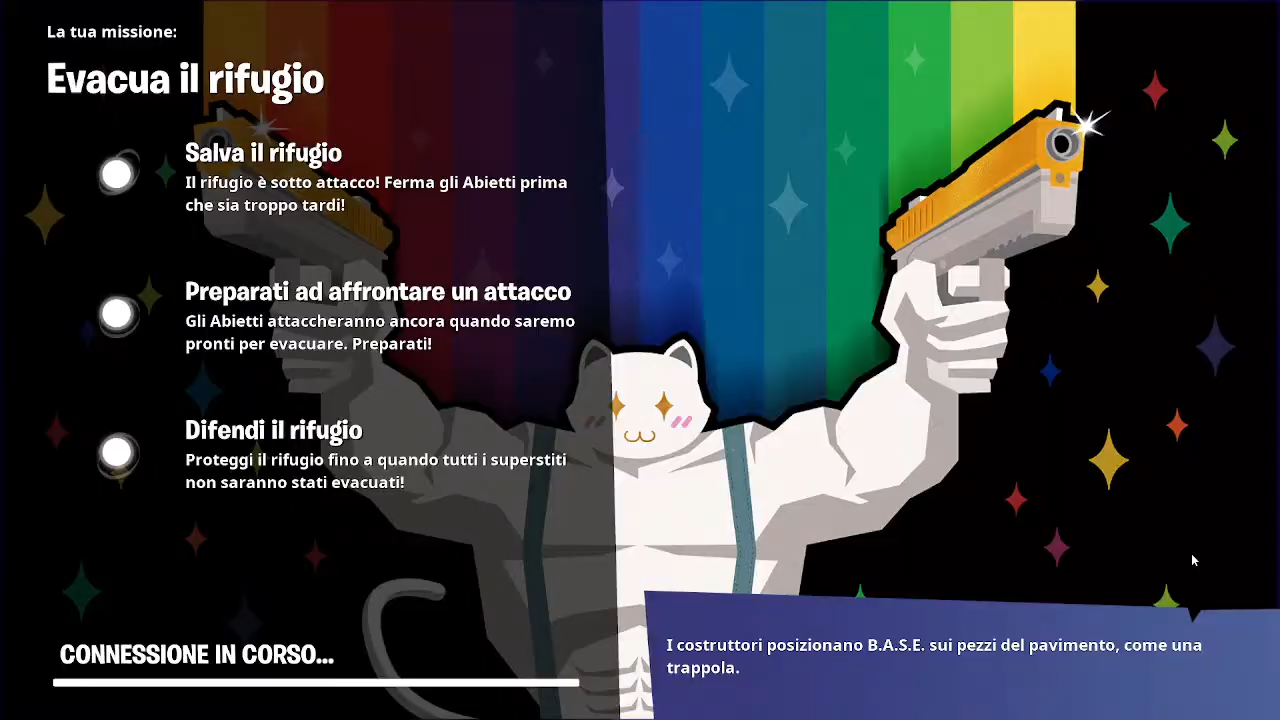 La tua missione:
Evacua il rifugio
Salva il rifugio
Il rifugio è sotto attacco! Ferma gli Abietti prima
che sia troppo tardi!
Preparati ad affrontare un attacco
Gli Abietti attaccheranno ancora quando saremo
pronti per evacuare. Preparati!
Difendi il rifugio
Proteggi il rifugio fino a quando tutti i superstiti
non saranno stati evacuati!
CONNESSIONE IN CORSO...
I costruttori posizionano B.A.S.E. sui pezzi del pavimento, come una
trappola.